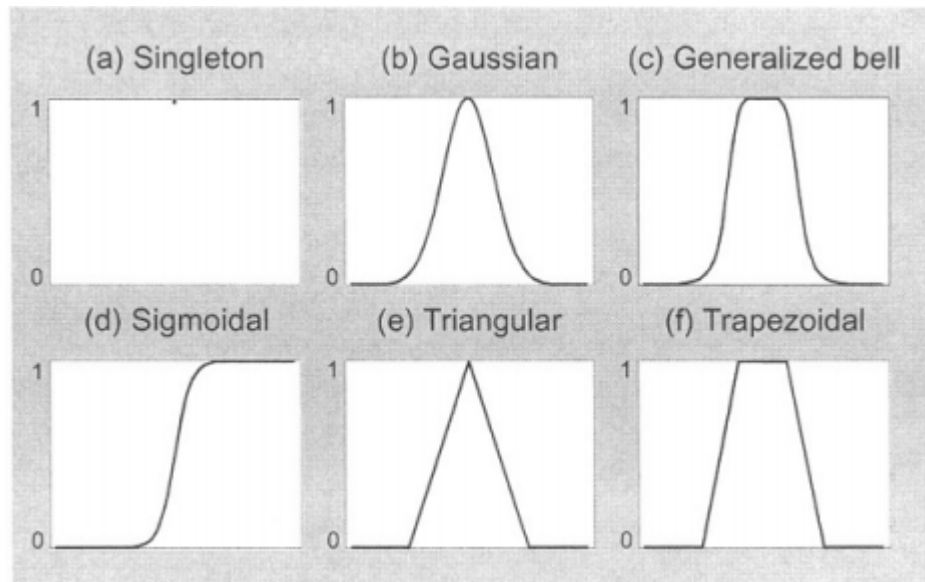 (a) Singleton
(b) Gaussian
(c) Generalized bell
1
1
1
0
0
0
(d) Sigmoidal
(e) Triangular
(f) Trapezoidal
1
1
1
0
0
0